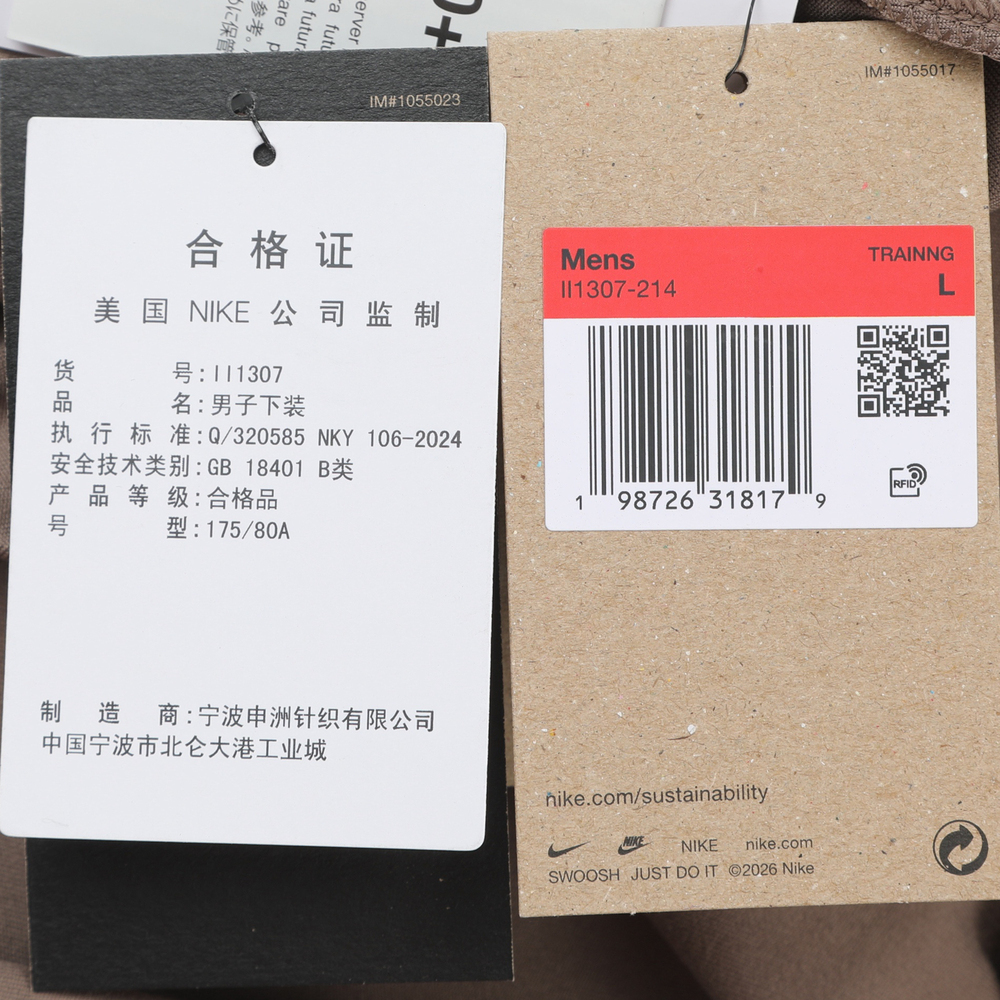 0+
IM#1055023
合格证
美国 NIKE 公司监制
货号:II1307
品名:男子下装
执行标准:Q/320585 NKY 106-2024
安全技术类别:GB 18401 B类
产品等级:合格品
号型:175/80A
制造商:宁波申洲针织有限公司
中国宁波市北仑大港工业城
IM#1055017
Mens
TRAINNG
II1307-214
L
RFID
1 98726 31817 9
nike.com/sustainability
NIKE NIKE nike.com
SWOOSH JUST DO IT ©2026 Nike